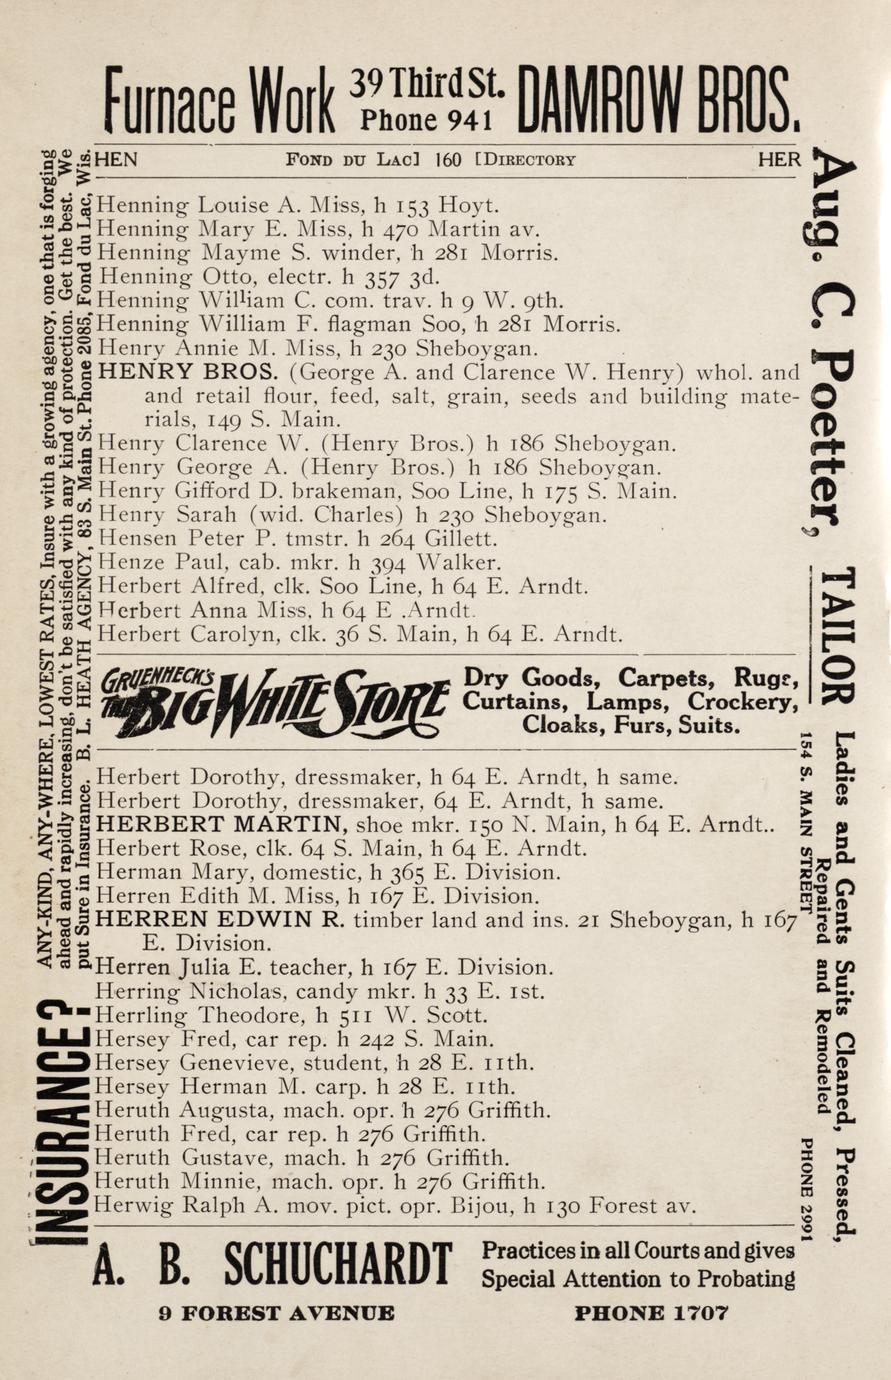 Furnace Work 39 Third St. Phone 941 DAMROW BROS.
HEN FOND DU LAC] 160 [DIRECTORY HER
Henning Louise A. Miss, h 153 Hoyt.
Henning Mary E. Miss, h 470 Martin av.
Henning Mayme S. winder, h 281 Morris.
Henning Otto, electr. h 357 3d.
Henning William C. com. trav. h 9 W. 9th.
Henning William F. flagman Soo, h 281 Morris.
Henry Annie M. Miss, h 230 Sheboygan.
HENRY BROS. (George A. and Clarence W. Henry) whol. and
and retail flour, feed, salt, grain, seeds and building mate-
rials, 149 S. Main.
Henry Clarence W. (Henry Bros.) h 186 Sheboygan.
Henry George A. (Henry Bros.) h 186 Sheboygan.
Henry Gifford D. brakeman, Soo Line, h 175 S. Main.
Henry Sarah (wid. Charles) h 230 Sheboygan.
Hensen Peter P. tmstr. h 264 Gillett.
Henze Paul, cab. mkr. h 394 Walker.
Herbert Alfred, clk. Soo Line, h 64 E. Arndt.
Herbert Anna Miss, h 64 E .Arndt.
Herbert Carolyn, clk. 36 S. Main, h 64 E. Arndt.
GRUENHECK'S THE BIG WHITE STORE
Dry Goods, Carpets, Rugs,
Curtains, Lamps, Crockery,
Cloaks, Furs, Suits.
Herbert Dorothy, dressmaker, h 64 E. Arndt, h same.
Herbert Dorothy, dressmaker, 64 E. Arndt, h same.
HERBERT MARTIN, shoe mkr. 150 N. Main, h 64 E. Arndt..
Herbert Rose, clk. 64 S. Main, h 64 E. Arndt.
Herman Mary, domestic, h 365 E. Division.
Herren Edith M. Miss, h 167 E. Division.
HERREN EDWIN R. timber land and ins. 21 Sheboygan, h 167
E. Division.
Herren Julia E. teacher, h 167 E. Division.
Herring Nicholas, candy mkr. h 33 E. 1st.
Herrling Theodore, h 511 W. Scott.
Hersey Fred, car rep. h 242 S. Main.
Hersey Genevieve, student, h 28 E. 11th.
Hersey Herman M. carp. h 28 E. 11th.
Heruth Augusta, mach. opr. h 276 Griffith.
Heruth Fred, car rep. h 276 Griffith.
Heruth Gustave, mach. h 276 Griffith.
Heruth Minnie, mach. opr. h 276 Griffith.
Herwig Ralph A. mov. pict. opr. Bijou, h 130 Forest av.
A. B. SCHUCHARDT
Practices in all Courts and gives
Special Attention to Probating
9 FOREST AVENUE PHONE 1707
INSURANCE?
ANY-KIND, ANY-WHERE, LOWEST RATES, Insure with a growing agency, one that is forging
ahead and rapidly increasing, don't be satisfied with any kind of protection. Get the best. We
put Sure in Insurance. B. L. HEATH AGENCY, 83 S. Main St. Phone 2085, Fond du Lac, Wis.
Aug. C. Poetter, TAILOR
Ladies and Gents Suits Cleaned, Pressed,
Repaired and Remodeled
154 S. MAIN STREET PHONE 2991